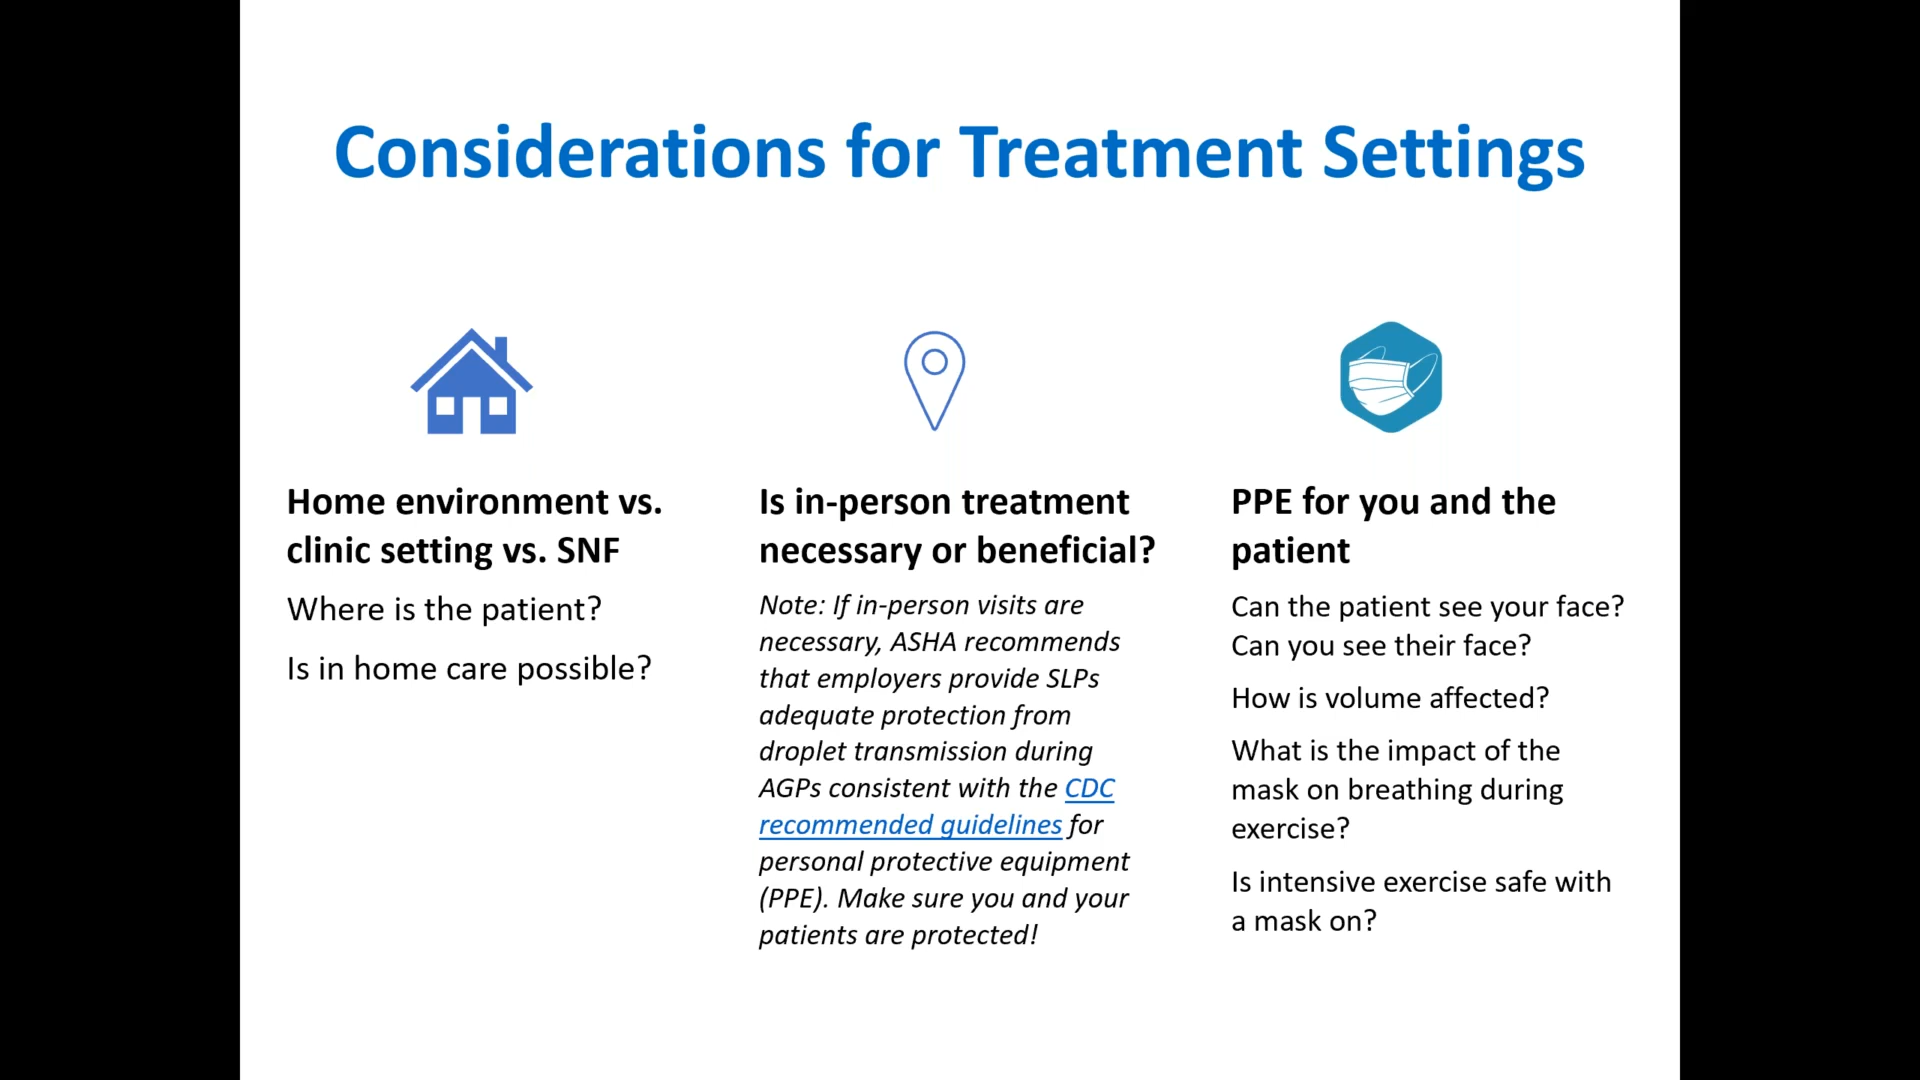 Considerations for Treatment Settings
Home environment vs.
clinic setting vs. SNF
Where is the patient?
Is in home care possible?
Is in-person treatment
necessary or beneficial?
Note: If in-person visits are
necessary, ASHA recommends
that employers provide SLPs
adequate protection from
droplet transmission during
AGPs consistent with the CDC
recommended guidelines for
personal protective equipment
(PPE). Make sure you and your
patients are protected!
PPE for you and the
patient
Can the patient see your face?
Can you see their face?
How is volume affected?
What is the impact of the
mask on breathing during
exercise?
Is intensive exercise safe with
a mask on?